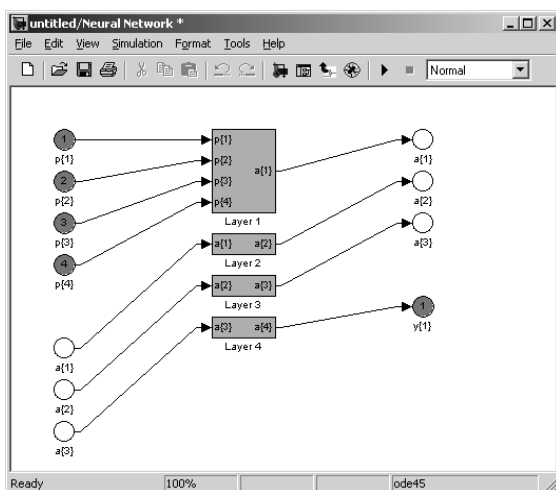 untitled/Neural Network *
File Edit View Simulation Format Tools Help
Normal
1
p{1}
2
p{2}
3
p{3}
4
p{4}
p{1}
p{2}
p{3}
p{4}
a{1}
Layer 1
a{1} a{2}
Layer 2
a{2} a{3}
Layer 3
a{3} a{4}
Layer 4
a{1}
a{2}
a{3}
1
y{1}
a{1}
a{2}
a{3}
Ready 100% ode45